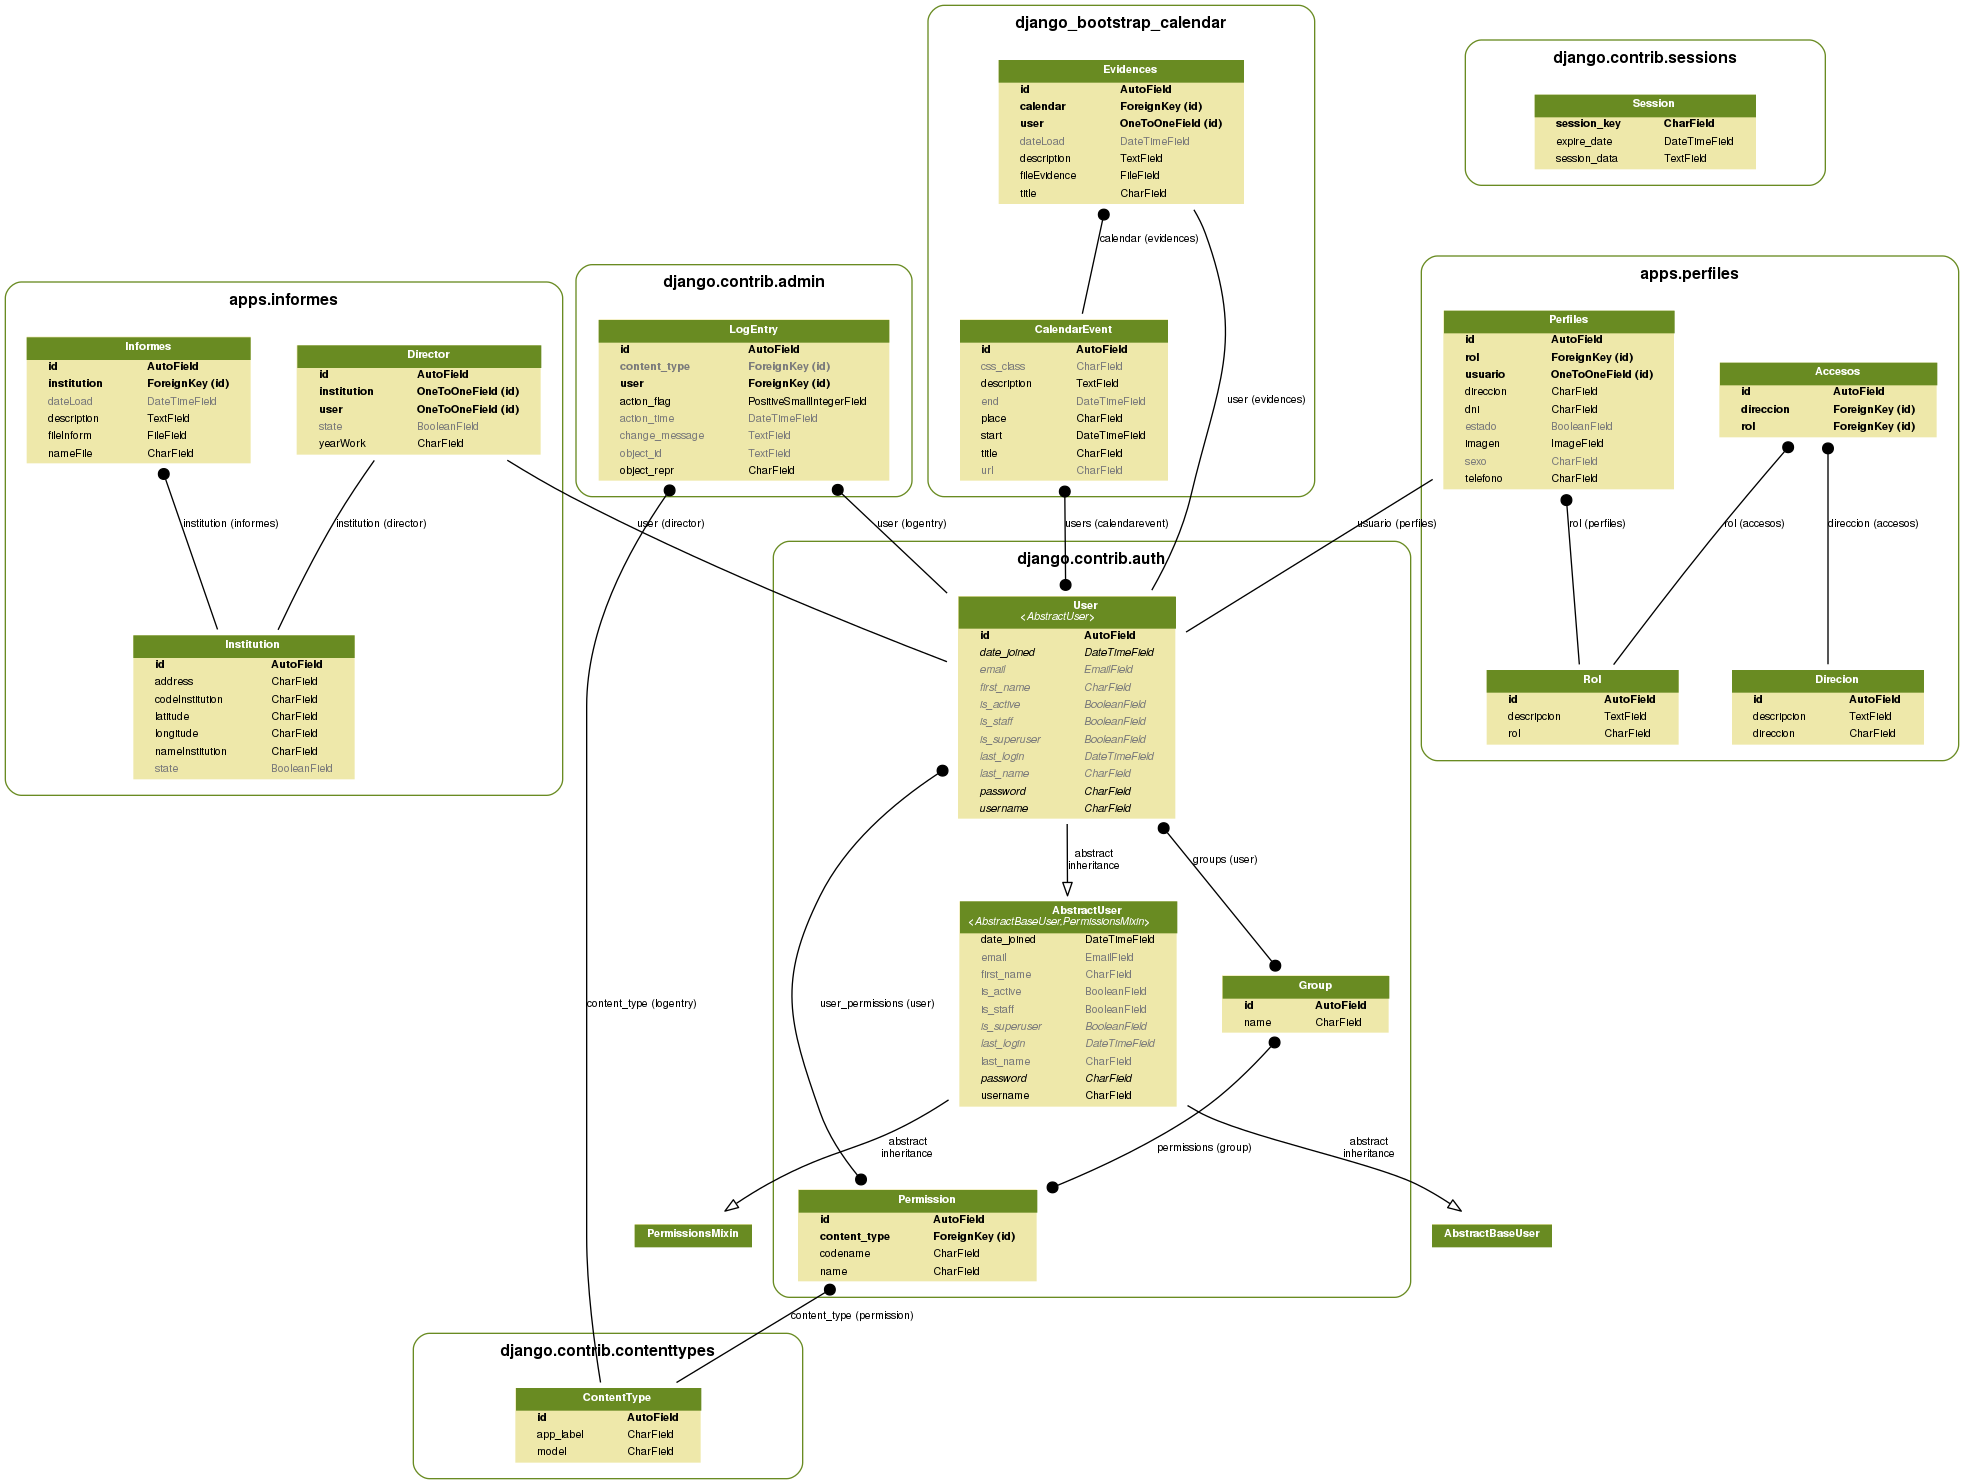 django_bootstrap_calendar
Evidences
id AutoField
calendar ForeignKey (id)
user OneToOneField (id)
dateLoad DateTimeField
description TextField
fileEvidence FileField
title CharField
calendar (evidences)
user (evidences)
CalendarEvent
id AutoField
css_class CharField
description TextField
end DateTimeField
place CharField
start DateTimeField
title CharField
url CharField
users (calendarevent)
django.contrib.sessions
Session
session_key CharField
expire_date DateTimeField
session_data TextField
apps.informes
Informes
id AutoField
institution ForeignKey (id)
dateLoad DateTimeField
description TextField
fileInform FileField
nameFile CharField
Director
id AutoField
institution OneToOneField (id)
user OneToOneField (id)
state BooleanField
yearWork CharField
institution (informes)
institution (director)
user (director)
Institution
id AutoField
address CharField
codeInstitution CharField
latitude CharField
longitude CharField
nameInstitution CharField
state BooleanField
django.contrib.admin
LogEntry
id AutoField
content_type ForeignKey (id)
user ForeignKey (id)
action_flag PositiveSmallIntegerField
action_time DateTimeField
change_message TextField
object_id TextField
object_repr CharField
user (logentry)
content_type (logentry)
apps.perfiles
Perfiles
id AutoField
rol ForeignKey (id)
usuario OneToOneField (id)
direccion CharField
dni CharField
estado BooleanField
imagen ImageField
sexo CharField
telefono CharField
Accesos
id AutoField
direccion ForeignKey (id)
rol ForeignKey (id)
usuario (perfiles)
rol (perfiles)
rol (accesos)
direccion (accesos)
Rol
id AutoField
descripcion TextField
rol CharField
Direcion
id AutoField
descripcion TextField
direccion CharField
django.contrib.auth
User
<AbstractUser>
id AutoField
date_joined DateTimeField
email EmailField
first_name CharField
is_active BooleanField
is_staff BooleanField
is_superuser BooleanField
last_login DateTimeField
last_name CharField
password CharField
username CharField
abstract
inheritance
groups (user)
user_permissions (user)
AbstractUser
<AbstractBaseUser,PermissionsMixin>
date_joined DateTimeField
email EmailField
first_name CharField
is_active BooleanField
is_staff BooleanField
is_superuser BooleanField
last_login DateTimeField
last_name CharField
password CharField
username CharField
Group
id AutoField
name CharField
abstract
inheritance
permissions (group)
abstract
inheritance
PermissionsMixin
Permission
id AutoField
content_type ForeignKey (id)
codename CharField
name CharField
AbstractBaseUser
content_type (permission)
django.contrib.contenttypes
ContentType
id AutoField
app_label CharField
model CharField